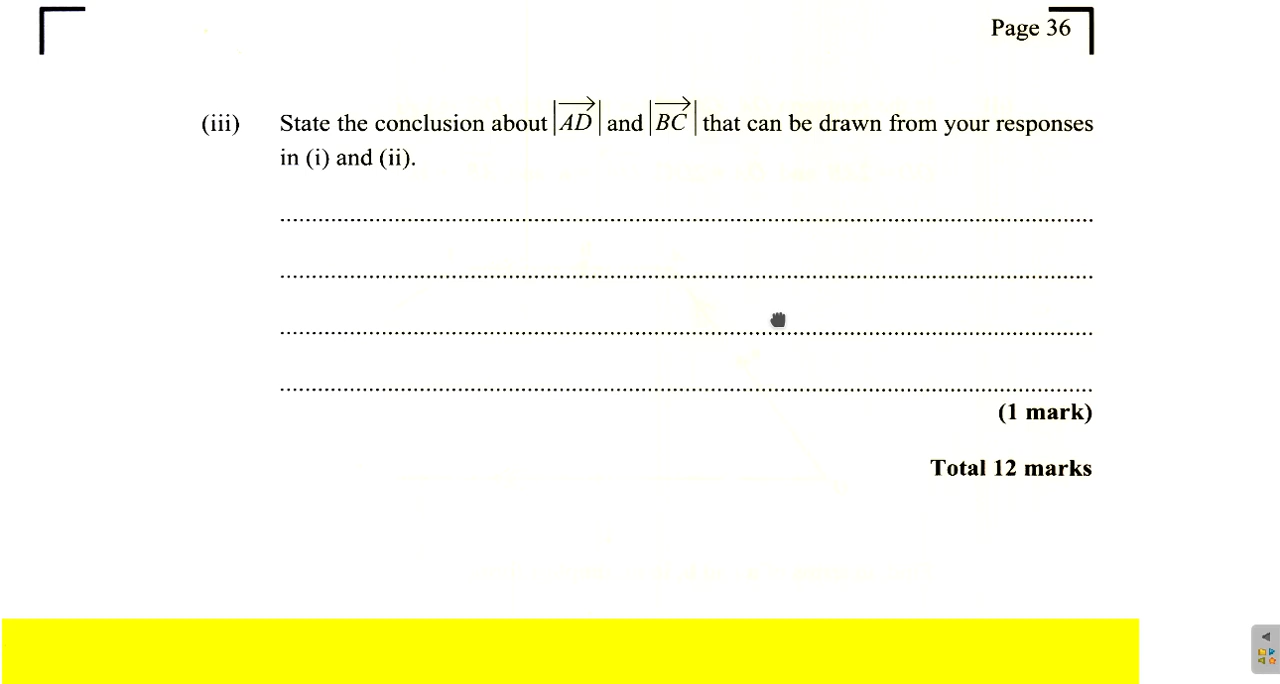 Page 36
(iii) State the conclusion about |AD→| and |BC→| that can be drawn from your responses
in (i) and (ii).
(1 mark)
Total 12 marks